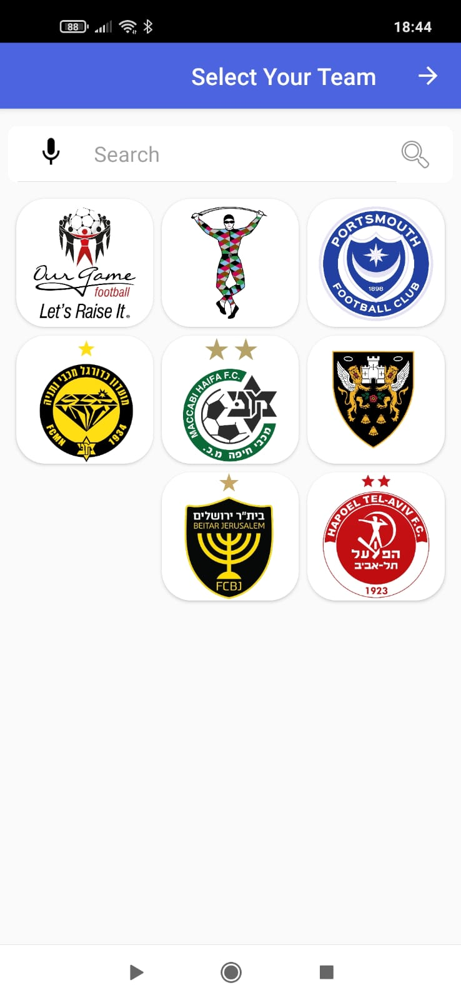 88
18:44
Select Your Team
Search
PORTSMOUTH
FOOTBALL CLUB
1898
Our Game
football
Let's Raise It.
MACCABI HAIFA F.C.
מכבי חיפה מ.כ.
מועדון כדורגל מכבי נתניה
FCMN
1934
HAPOEL TEL-AVIV F.C.
הפועל
תל-אביב
1923
בית"ר ירושלים
BEITAR JERUSALEM
FCBJ